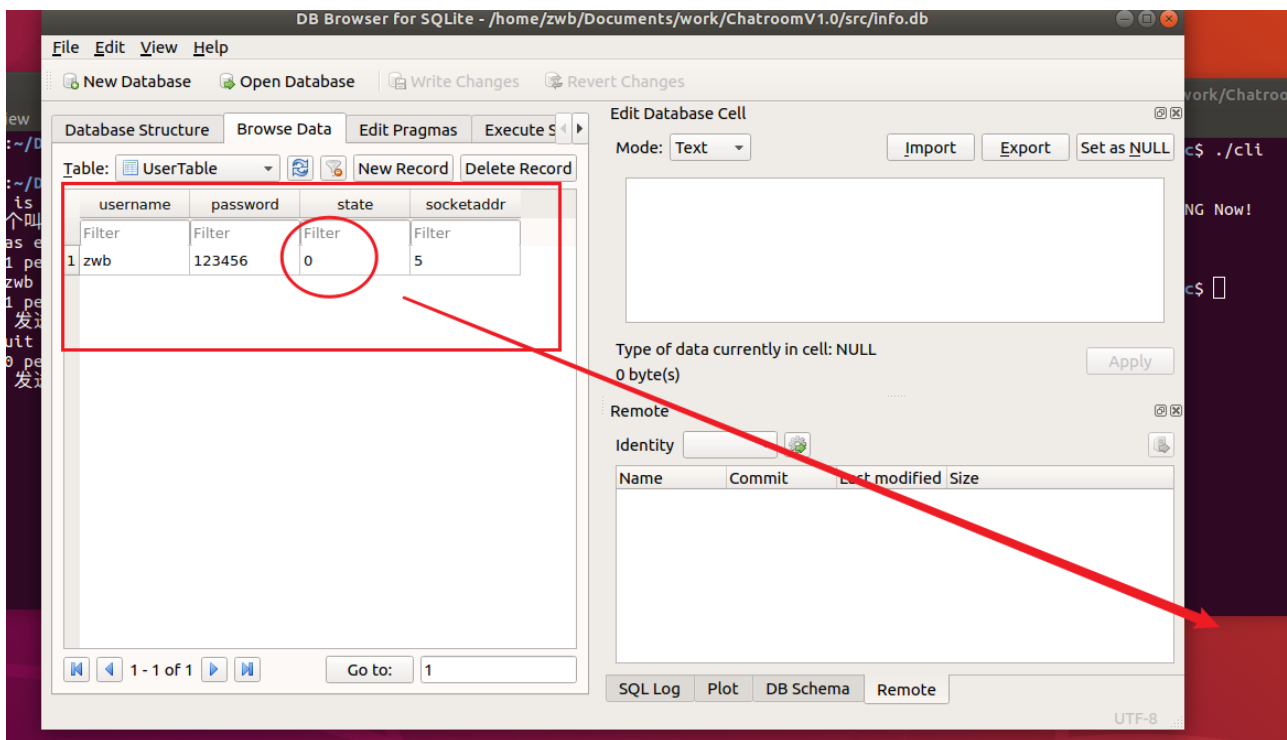 DB Browser for SQLite - /home/zwb/Documents/work/ChatroomV1.0/src/info.db
File Edit View Help
New Database Open Database Write Changes Revert Changes
Database Structure Browse Data Edit Pragmas Execute S
Table: UserTable New Record Delete Record
username password state socketaddr
Filter Filter Filter Filter
1 zwb 123456 0 5
1 - 1 of 1 Go to: 1
Edit Database Cell
Mode: Text Import Export Set as NULL
Type of data currently in cell: NULL
0 byte(s)
Apply
Remote
Identity
Name Commit Last modified Size
SQL Log Plot DB Schema Remote
UTF-8
ew
:~/D
:~/D
is
个叫
as e
1 pe
zwb
1 pe
发送
uit
0 pe
发送
work/Chatroo
c$ ./cli
NG Now!
c$